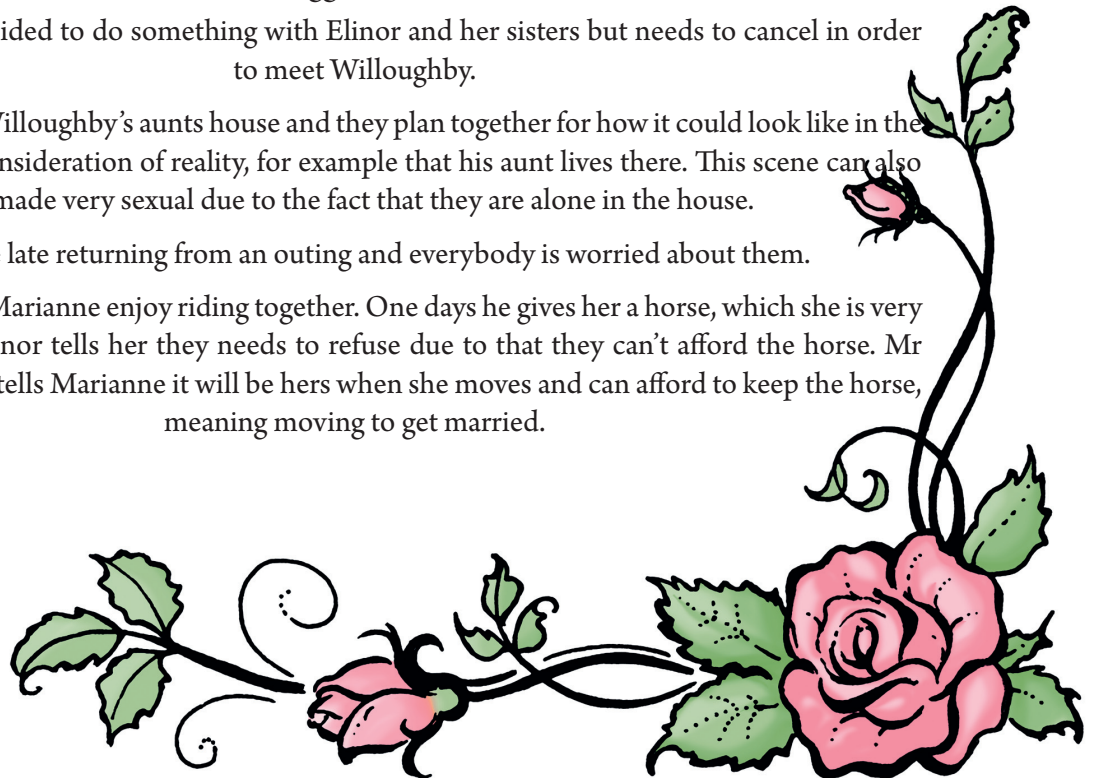 ided to do something with Elinor and her sisters but needs to cancel in order
to meet Willoughby.
Willoughby’s aunts house and they plan together for how it could look like in the
nsideration of reality, for example that his aunt lives there. This scene can also
made very sexual due to the fact that they are alone in the house.
late returning from an outing and everybody is worried about them.
Marianne enjoy riding together. One days he gives her a horse, which she is very
nor tells her they needs to refuse due to that they can’t afford the horse. Mr
tells Marianne it will be hers when she moves and can afford to keep the horse,
meaning moving to get married.